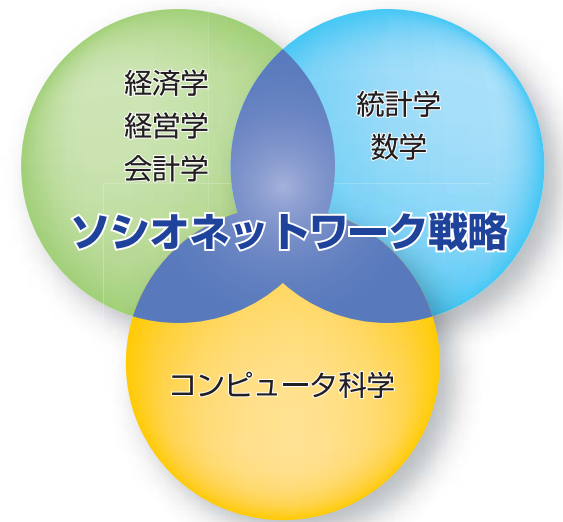 経済学
経営学
会計学
統計学
数学
ソシオネットワーク戦略
コンピュータ科学